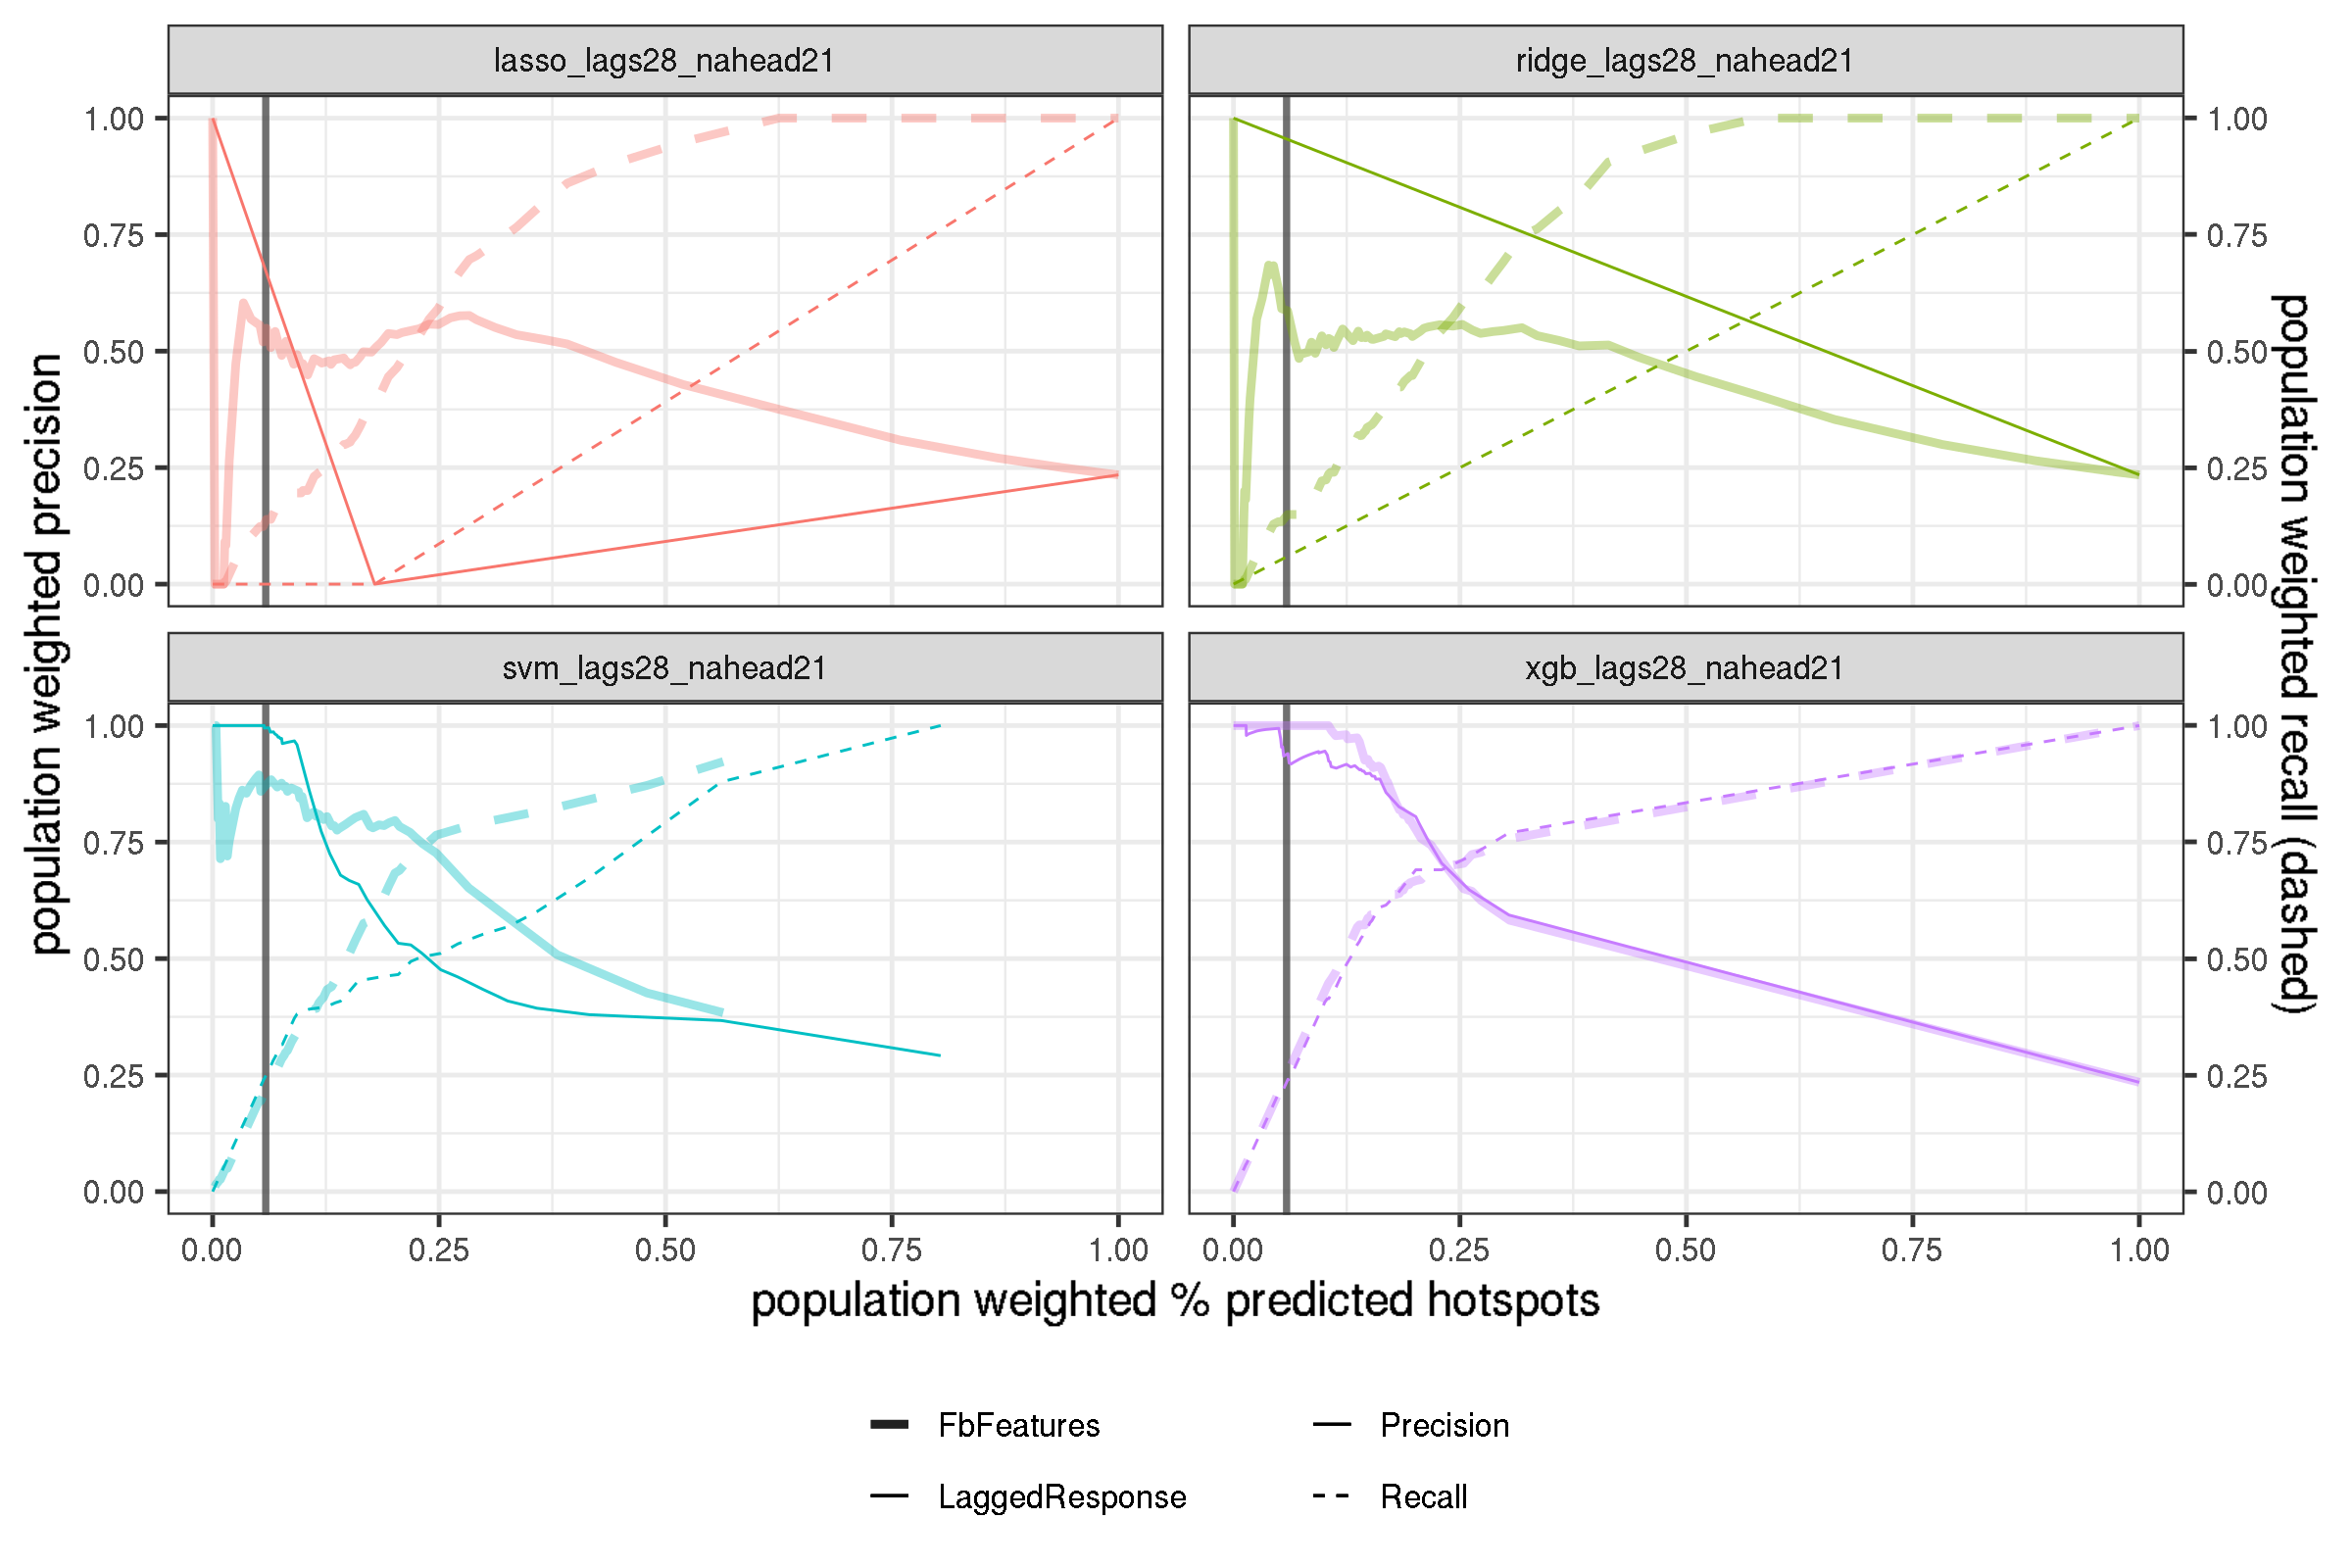 lasso_lags28_nahead21
ridge_lags28_nahead21
1.00
0.75
0.50
0.25
0.00
1.00
0.75
0.50
0.25
0.00
svm_lags28_nahead21
xgb_lags28_nahead21
1.00
0.75
0.50
0.25
0.00
1.00
0.75
0.50
0.25
0.00
population weighted precision
population weighted recall (dashed)
0.00 0.25 0.50 0.75 1.00
0.00 0.25 0.50 0.75 1.00
population weighted % predicted hotspots
FbFeatures
Precision
LaggedResponse
Recall